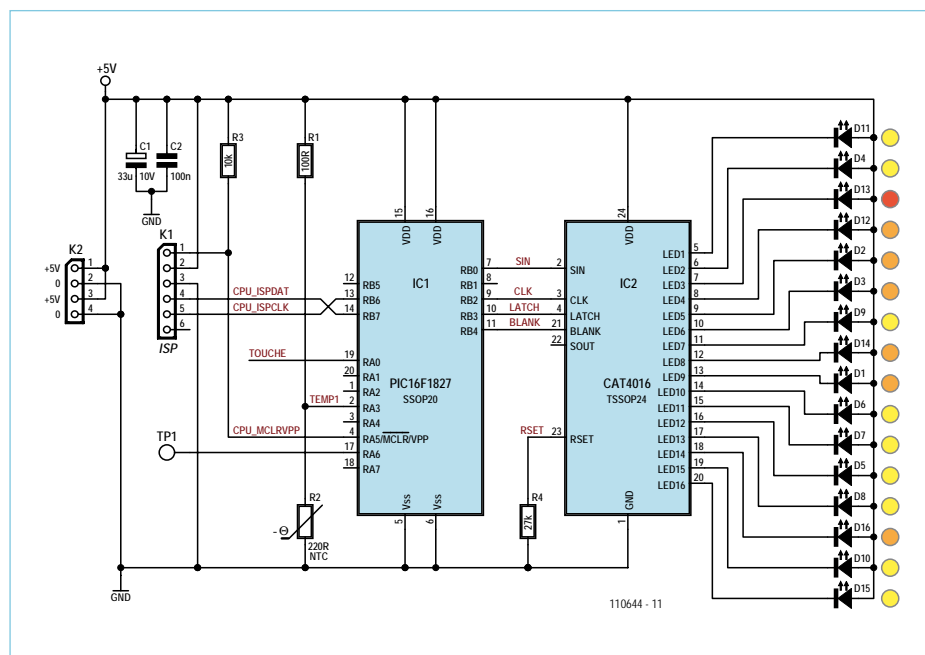 +5V
C1
33u 10V
C2
100n
GND
R3
10k
R1
100R
K2
+5V 1
0 2
+5V 3
0 4
K1
1
2
3
4
5
6
ISP
CPU_ISPDAT
CPU_ISPCLK
TOUCHE
TEMP1
CPU_MCLRVPP
TP1
R2
-Θ
220R
NTC
GND
15
VDD
16
VDD
IC1
12 RB5
13 RB6
14 RB7
19 RA0
20 RA1
1 RA2
2 RA3
3 RA4
4 RA5/MCLR/VPP
17 RA6
18 RA7
PIC16F1827
SSOP20
RB0 7
RB1 8
RB2 9
RB3 10
RB4 11
Vss
5
Vss
6
SIN
CLK
LATCH
BLANK
RSET
R4
27k
24
VDD
IC2
2 SIN
3 CLK
4 LATCH
21 BLANK
22 SOUT
23 RSET
CAT4016
TSSOP24
GND
1
LED1 5
LED2 6
LED3 7
LED4 8
LED5 9
LED6 10
LED7 11
LED8 12
LED9 13
LED10 14
LED11 15
LED12 16
LED13 17
LED14 18
LED15 19
LED16 20
D11
D4
D13
D12
D2
D3
D9
D14
D1
D6
D7
D5
D8
D16
D10
D15
110644 - 11